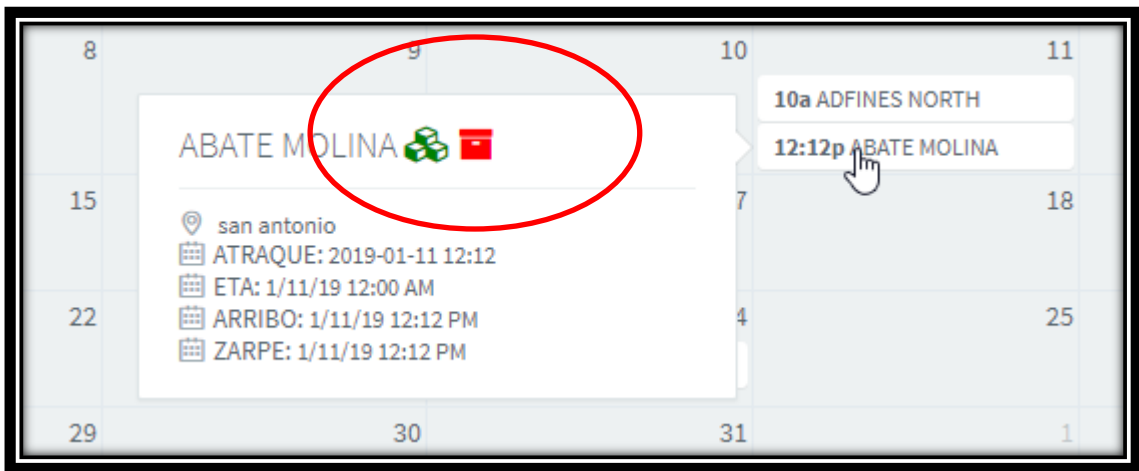 8 9 10 11
10a ADFINES NORTH
ABATE MOLINA
12:12p ABATE MOLINA
15 7 18
san antonio
ATRAQUE: 2019-01-11 12:12
ETA: 1/11/19 12:00 AM
22 4 25
ARRIBO: 1/11/19 12:12 PM
ZARPE: 1/11/19 12:12 PM
29 30 31 1